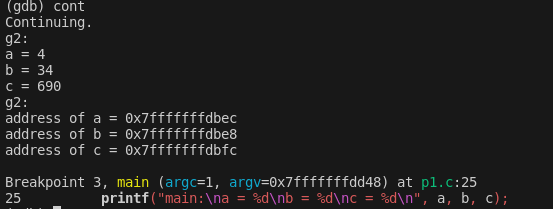 (gdb) cont
Continuing.
g2:
a = 4
b = 34
c = 690
g2:
address of a = 0x7fffffffdbec
address of b = 0x7fffffffdbe8
address of c = 0x7fffffffdbfc

Breakpoint 3, main (argc=1, argv=0x7fffffffdd48) at p1.c:25
25          printf("main:\na = %d\nb = %d\nc = %d\n", a, b, c);